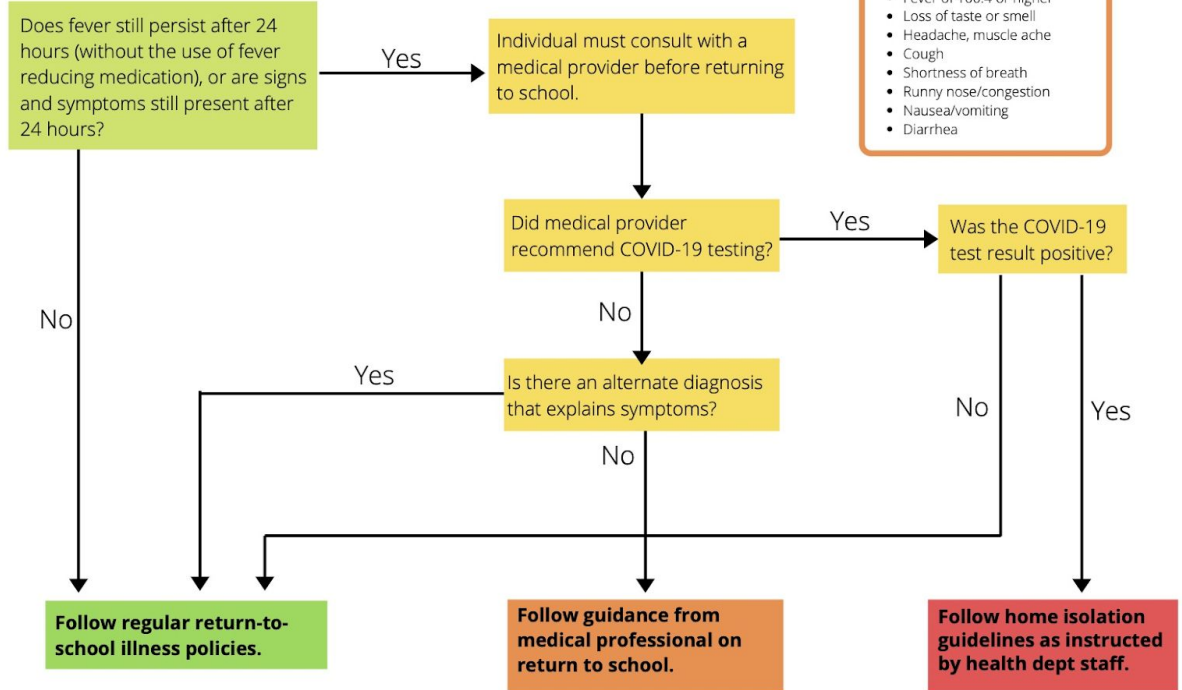 Does fever still persist after 24
hours (without the use of fever
reducing medication), or are signs
and symptoms still present after
24 hours?
Yes
Individual must consult with a
medical provider before returning
to school.
• Loss of taste or smell
• Headache, muscle ache
• Cough
• Shortness of breath
• Runny nose/congestion
• Nausea/vomiting
• Diarrhea
Did medical provider
recommend COVID-19 testing?
Yes
Was the COVID-19
test result positive?
No
No
Is there an alternate diagnosis
that explains symptoms?
Yes
No
No
Yes
Follow regular return-to-
school illness policies.
Follow guidance from
medical professional on
return to school.
Follow home isolation
guidelines as instructed
by health dept staff.